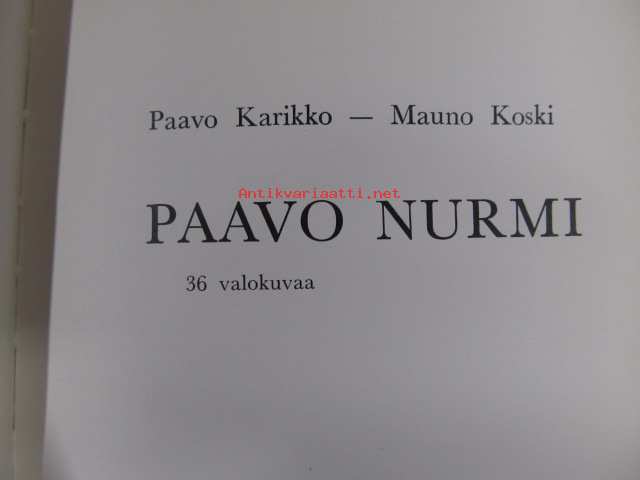 Paavo Karikko — Mauno Koski
Antikvariaatti.net
PAAVO NURMI
36 valokuvaa